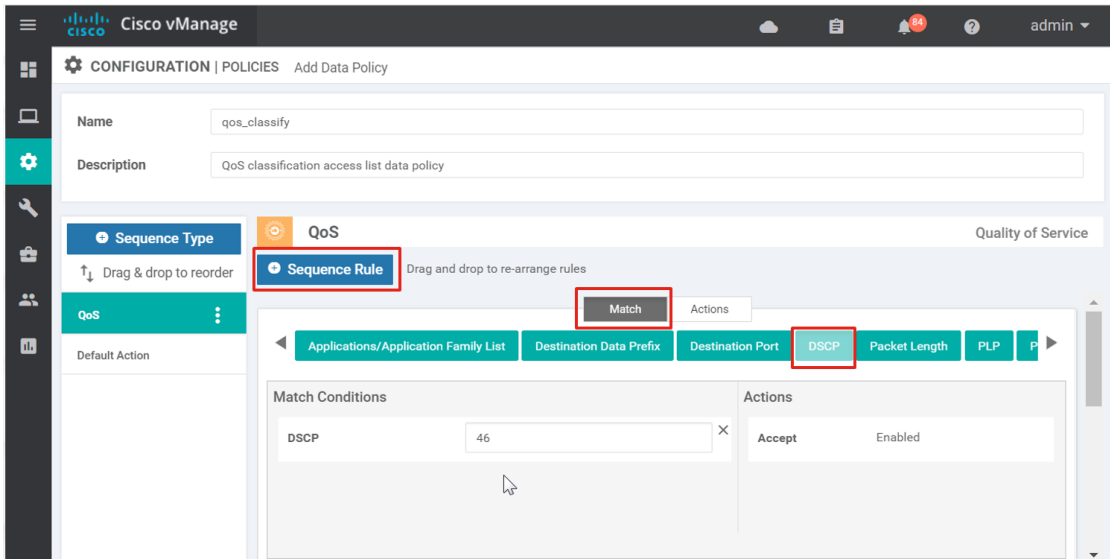 cisco Cisco vManage 84 admin
CONFIGURATION | POLICIES Add Data Policy
Name qos_classify
Description QoS classification access list data policy
Sequence Type
Drag & drop to reorder
QoS
Default Action
QoS Quality of Service
Sequence Rule Drag and drop to re-arrange rules
Match Actions
Applications/Application Family List Destination Data Prefix Destination Port DSCP Packet Length PLP P
Match Conditions Actions
DSCP 46 Accept Enabled